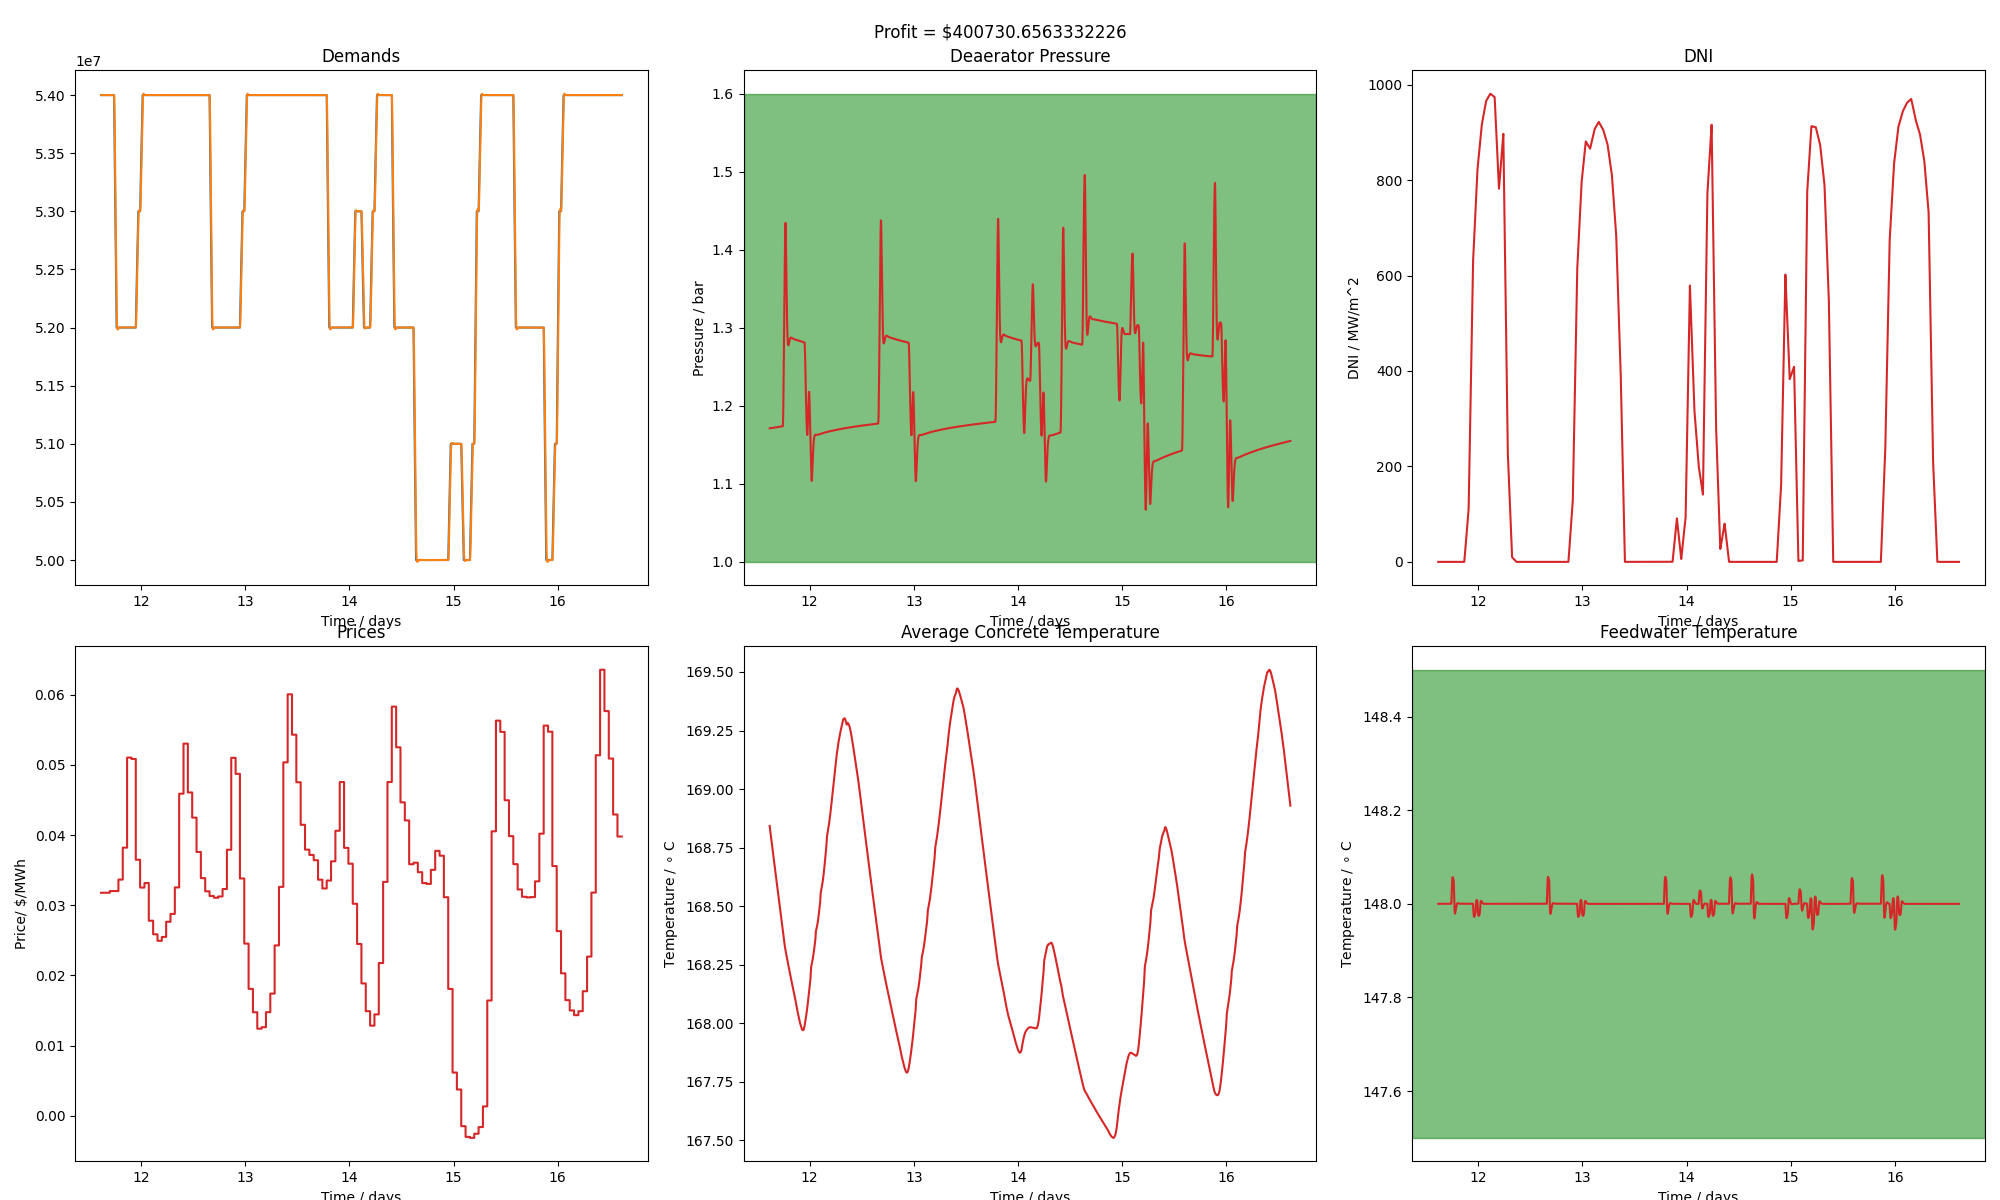 Profit = $400730.6563332226
Demands
1e7
5.40
5.35
5.30
5.25
5.20
5.15
5.10
5.05
5.00
12 13 14 15 16
Time / days
Deaerator Pressure
Pressure / bar
1.6
1.5
1.4
1.3
1.2
1.1
1.0
12 13 14 15 16
Time / days
DNI
DNI / MW/m^2
1000
800
600
400
200
0
12 13 14 15 16
Time / days
Prices
Price/ $/MWh
0.06
0.05
0.04
0.03
0.02
0.01
0.00
12 13 14 15 16
Time / days
Average Concrete Temperature
Temperature / ∘ C
169.50
169.25
169.00
168.75
168.50
168.25
168.00
167.75
167.50
12 13 14 15 16
Time / days
Feedwater Temperature
Temperature / ∘ C
148.4
148.2
148.0
147.8
147.6
12 13 14 15 16
Time / days